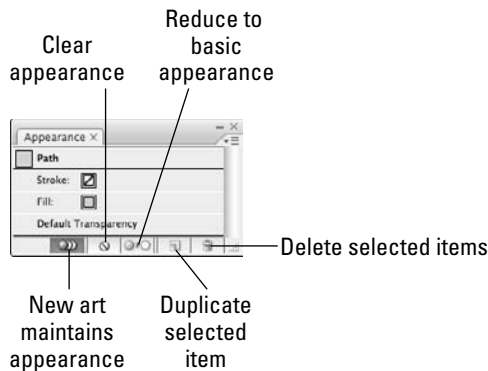 Reduce to
basic
appearance
Clear
appearance
Appearance ×
Path
Stroke:
Fill:
Default Transparency
Delete selected items
New art
maintains
appearance
Duplicate
selected
item